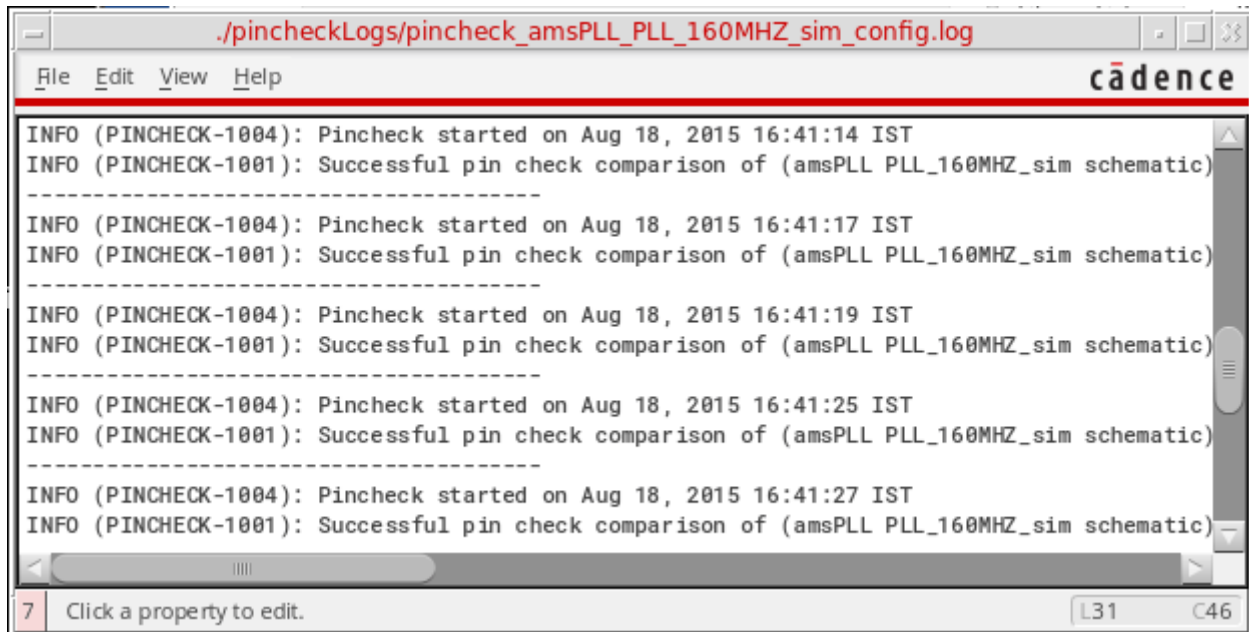 ./pincheckLogs/pincheck_amsPLL_PLL_160MHZ_sim_config.log
File Edit View Help cādence
INFO (PINCHECK-1004): Pincheck started on Aug 18, 2015 16:41:14 IST
INFO (PINCHECK-1001): Successful pin check comparison of (amsPLL PLL_160MHZ_sim schematic)
---------------------------------------
INFO (PINCHECK-1004): Pincheck started on Aug 18, 2015 16:41:17 IST
INFO (PINCHECK-1001): Successful pin check comparison of (amsPLL PLL_160MHZ_sim schematic)
---------------------------------------
INFO (PINCHECK-1004): Pincheck started on Aug 18, 2015 16:41:19 IST
INFO (PINCHECK-1001): Successful pin check comparison of (amsPLL PLL_160MHZ_sim schematic)
---------------------------------------
INFO (PINCHECK-1004): Pincheck started on Aug 18, 2015 16:41:25 IST
INFO (PINCHECK-1001): Successful pin check comparison of (amsPLL PLL_160MHZ_sim schematic)
---------------------------------------
INFO (PINCHECK-1004): Pincheck started on Aug 18, 2015 16:41:27 IST
INFO (PINCHECK-1001): Successful pin check comparison of (amsPLL PLL_160MHZ_sim schematic)
7 Click a property to edit. L31 C46